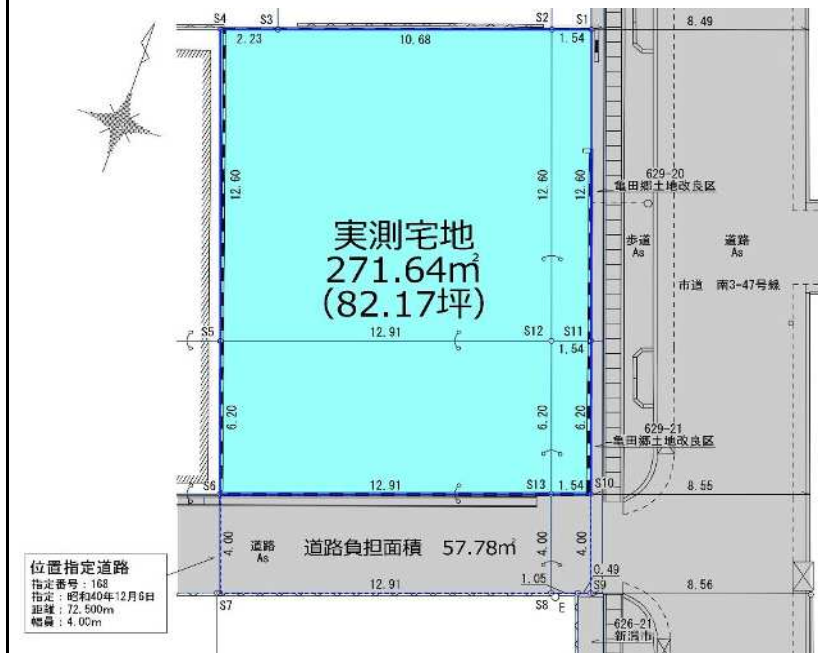 S4
S3
S2
S1
2.23
10.68
1.54
8.49
12.60
12.60
12.60
629-20
亀田郷土地改良区
歩道
As
道路
As
市道 南3-47号線
実測宅地
271.64㎡
(82.17坪)
S5
12.91
S12
S11
1.54
6.20
6.20
6.20
629-21
亀田郷土地改良区
S6
12.91
S13
1.54
S10
8.55
4.00
道路
As
道路負担面積 57.78㎡
4.00
4.00
位置指定道路
指定番号：168
指定：昭和40年12月6日
距離：72.500m
幅員：4.00m
12.91
1.05
0.49
S9
8.56
S7
S8
E
626-21
新潟市